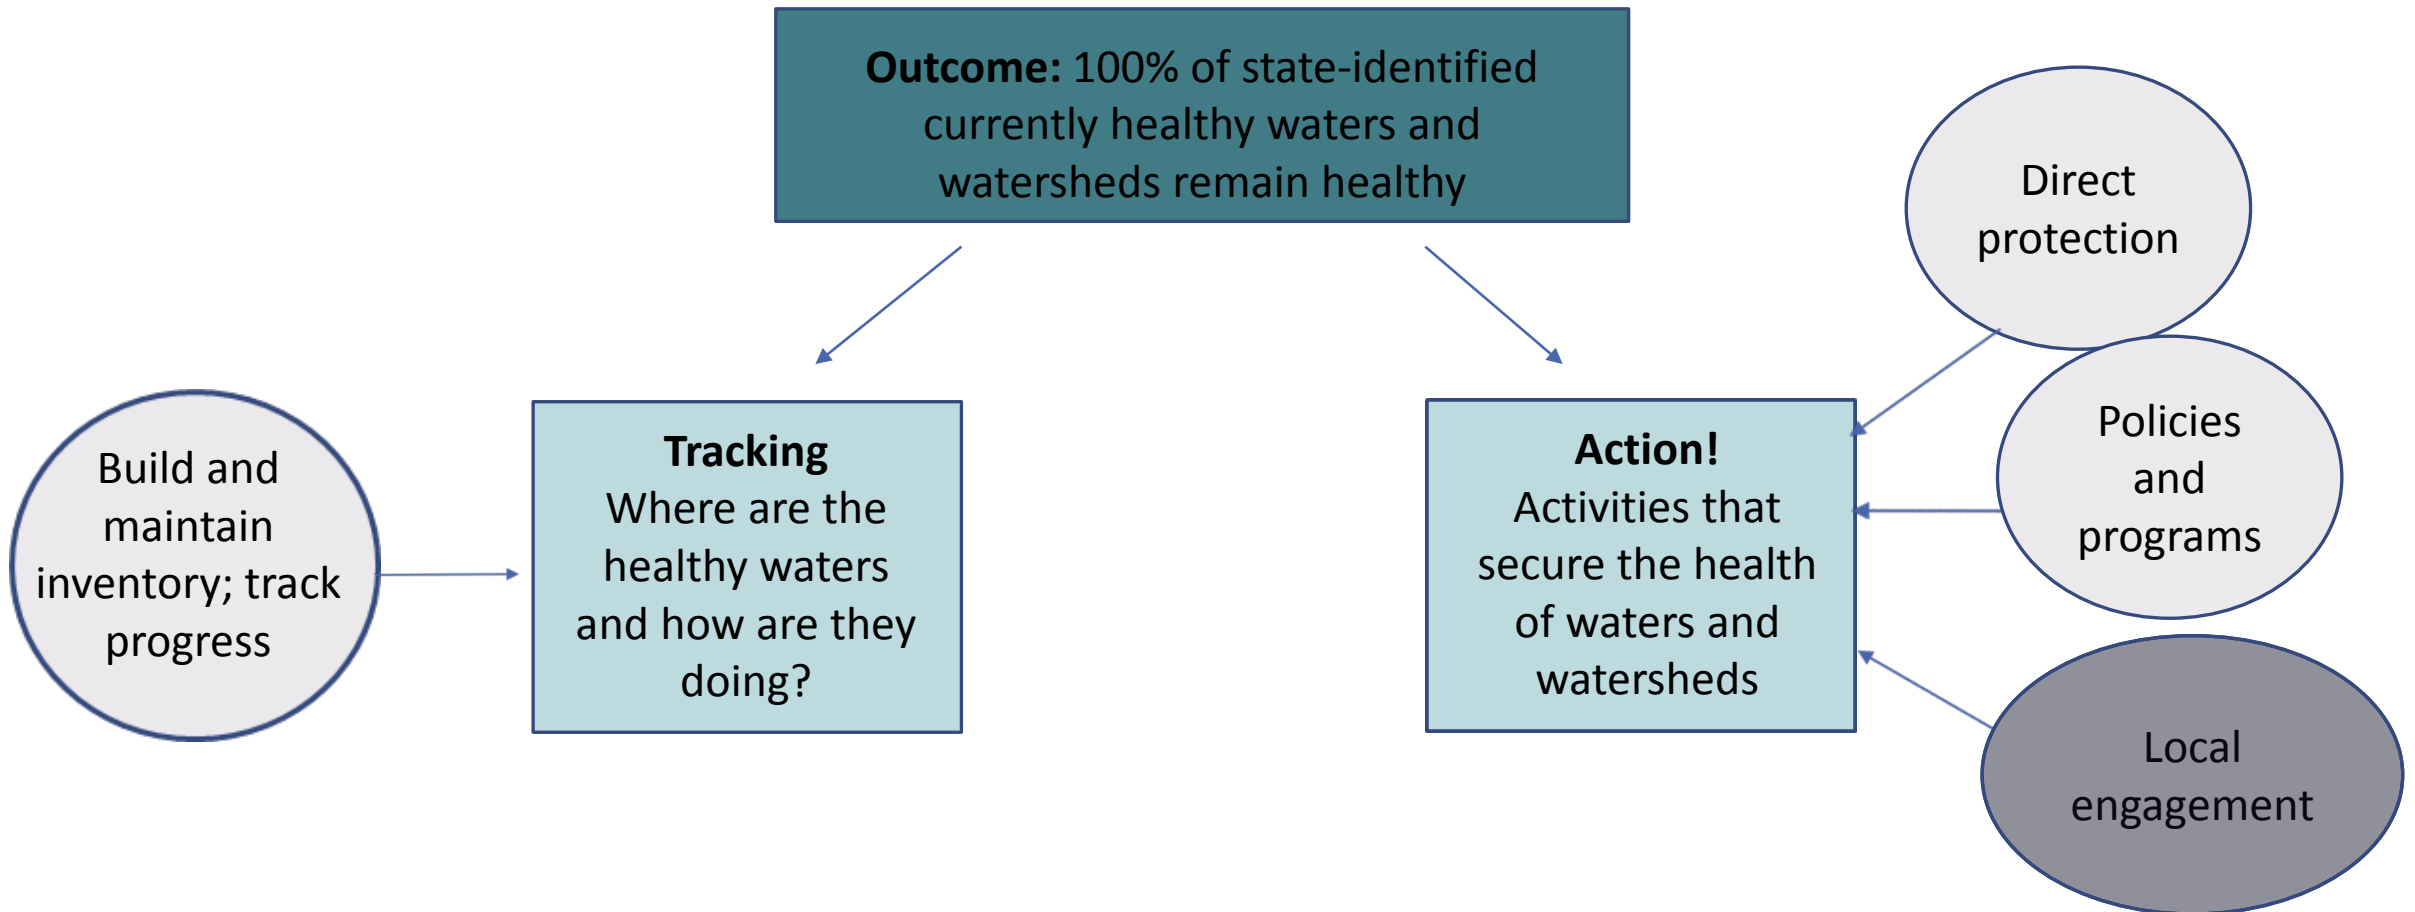 Outcome: 100% of state-identified
currently healthy waters and
watersheds remain healthy
Direct
protection
Policies
and
programs
Local
engagement
Build and
maintain
inventory; track
progress
Tracking
Where are the
healthy waters
and how are they
doing?
Action!
Activities that
secure the health
of waters and
watersheds